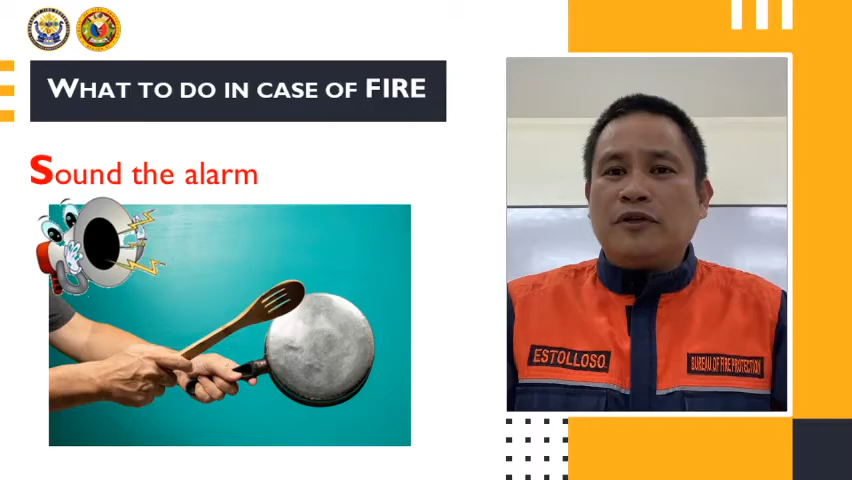 WHAT TO DO IN CASE OF FIRE
Sound the alarm
ESTOLLOSO
BUREAU OF FIRE PROTECTION